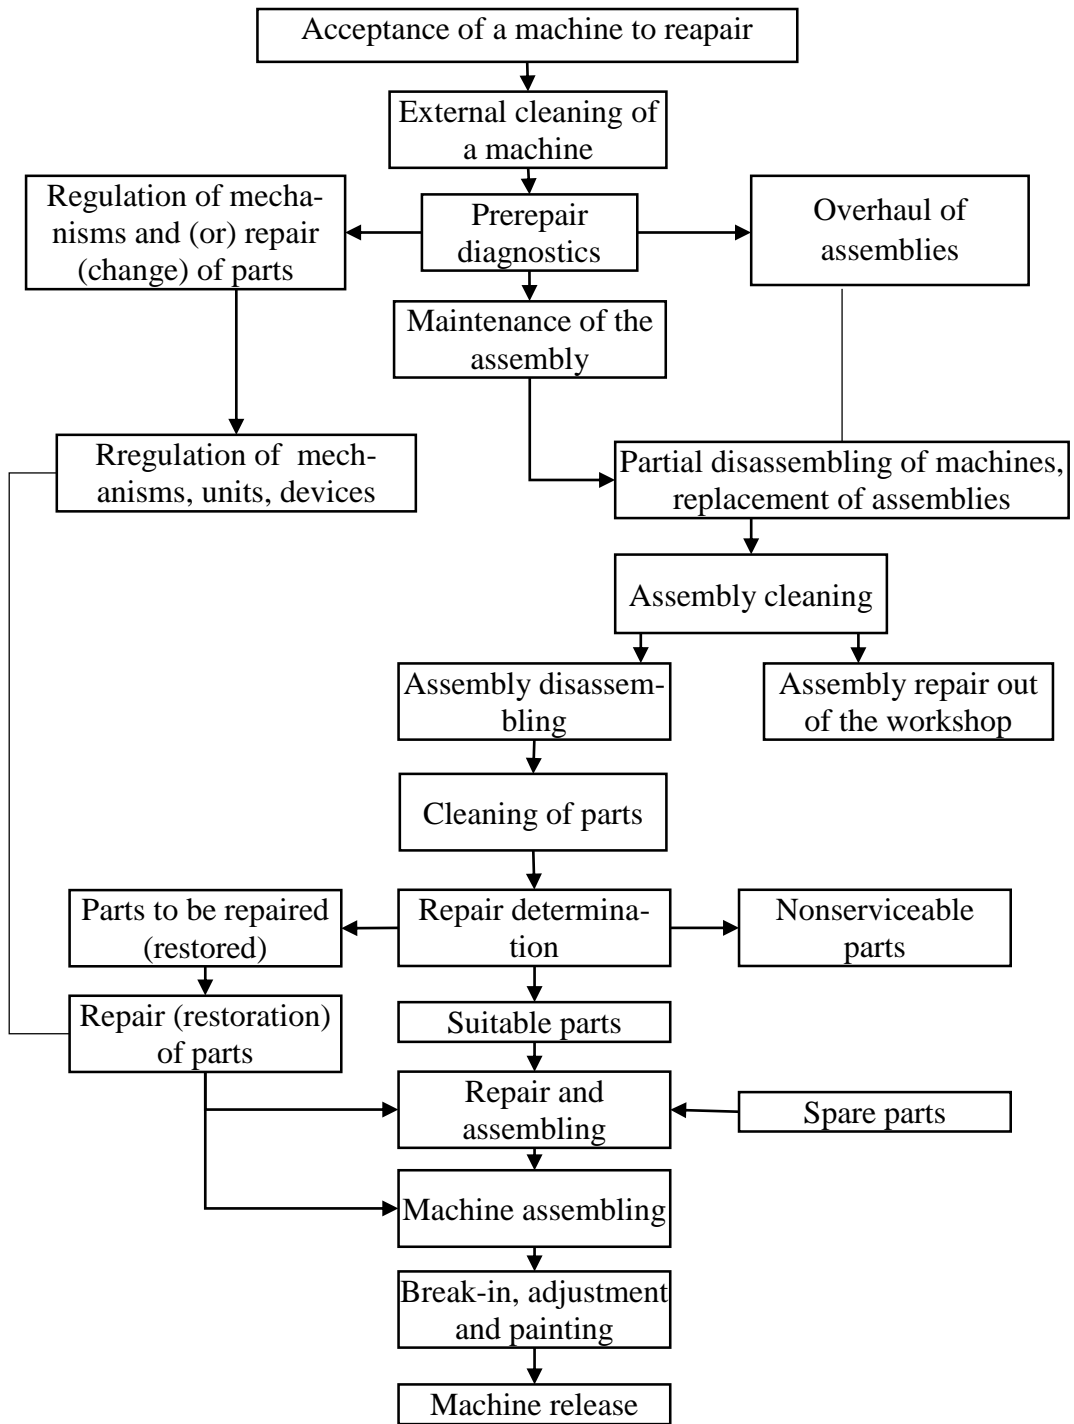 Acceptance of a machine to reapair
External cleaning of
a machine
Regulation of mecha-
nisms and (or) repair
(change) of parts
Prerepair
diagnostics
Overhaul of
assemblies
Maintenance of the
assembly
Rregulation of mech-
anisms, units, devices
Partial disassembling of machines,
replacement of assemblies
Assembly cleaning
Assembly disassem-
bling
Assembly repair out
of the workshop
Cleaning of parts
Parts to be repaired
(restored)
Repair determina-
tion
Nonserviceable
parts
Repair (restoration)
of parts
Suitable parts
Repair and
assembling
Spare parts
Machine assembling
Break-in, adjustment
and painting
Machine release